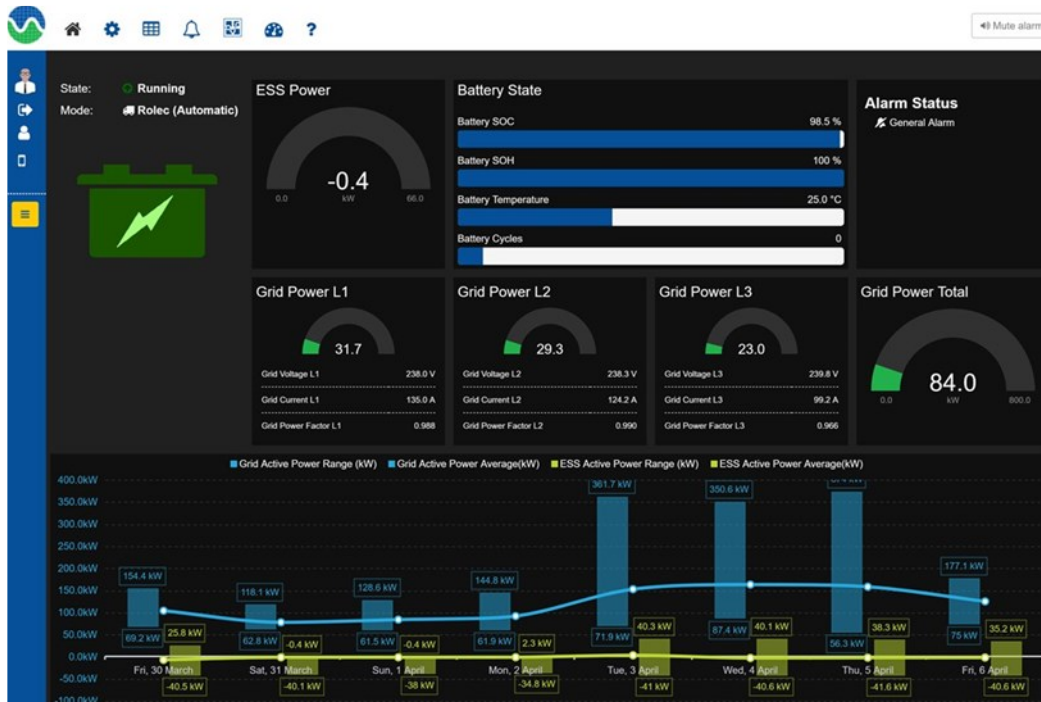 ?
Mute alarm
State: Running
Mode: Rolec (Automatic)
ESS Power
-0.4
0.0 kW 66.0
Battery State
Battery SOC 98.5 %
Battery SOH 100 %
Battery Temperature 25.0 °C
Battery Cycles 0
Alarm Status
General Alarm
Grid Power L1
31.7
Grid Voltage L1 238.0 V
Grid Current L1 135.0 A
Grid Power Factor L1 0.988
Grid Power L2
29.3
Grid Voltage L2 238.3 V
Grid Current L2 124.2 A
Grid Power Factor L2 0.990
Grid Power L3
23.0
Grid Voltage L3 239.8 V
Grid Current L3 99.2 A
Grid Power Factor L3 0.966
Grid Power Total
84.0
0.0 kW 800.0
Grid Active Power Range (kW) Grid Active Power Average(kW) ESS Active Power Range (kW) ESS Active Power Average(kW)
400.0kW
350.0kW
300.0kW
250.0kW
200.0kW
150.0kW
100.0kW
50.0kW
0.0kW
-50.0kW
-100.0kW
154.4 kW 118.1 kW 128.6 kW 144.8 kW 361.7 kW 350.6 kW 177.1 kW
69.2 kW 62.8 kW 61.5 kW 61.9 kW 71.9 kW 87.4 kW 56.3 kW 75 kW
25.8 kW -0.4 kW -0.4 kW 2.3 kW 40.3 kW 40.1 kW 38.3 kW 35.2 kW
Fri, 30 March Sat, 31 March Sun, 1 April Mon, 2 April Tue, 3 April Wed, 4 April Thu, 5 April Fri, 6 April
-40.5 kW -40.1 kW -38 kW -34.8 kW -41 kW -40.6 kW -41.6 kW -40.6 kW